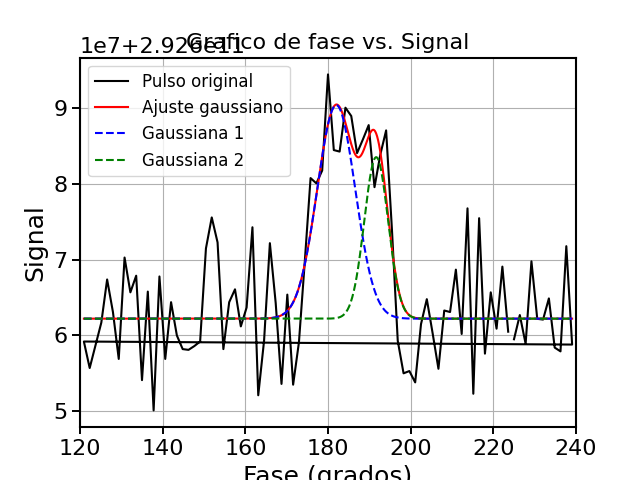 1e7+2.926e11
Grafico de fase vs. Signal
Pulso original
Ajuste gaussiano
Gaussiana 1
Gaussiana 2
Signal
9
8
7
6
5
120 140 160 180 200 220 240
Fase (grados)